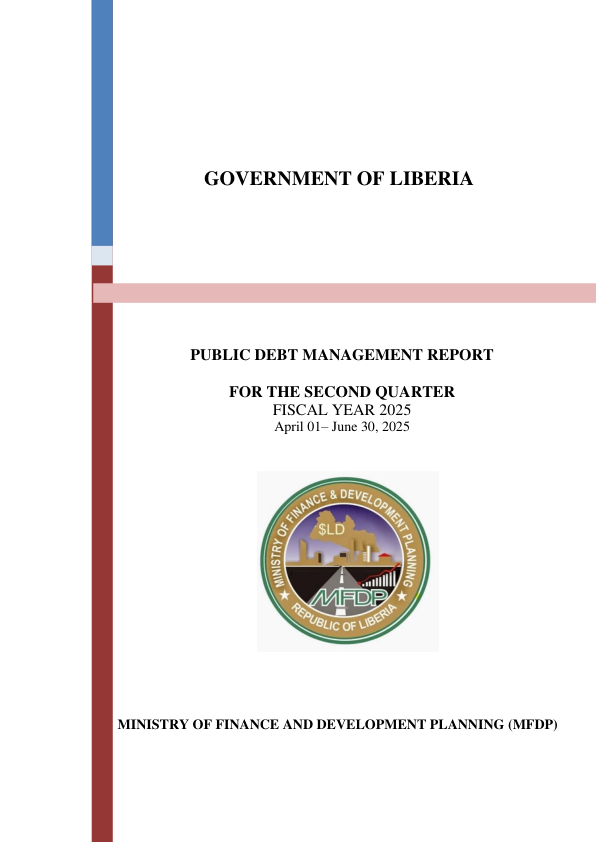 GOVERNMENT OF LIBERIA
PUBLIC DEBT MANAGEMENT REPORT
FOR THE SECOND QUARTER
FISCAL YEAR 2025
April 01– June 30, 2025
MINISTRY OF FINANCE & DEVELOPMENT PLANNING
$LD
MFDP
REPUBLIC OF LIBERIA
MINISTRY OF FINANCE AND DEVELOPMENT PLANNING (MFDP)